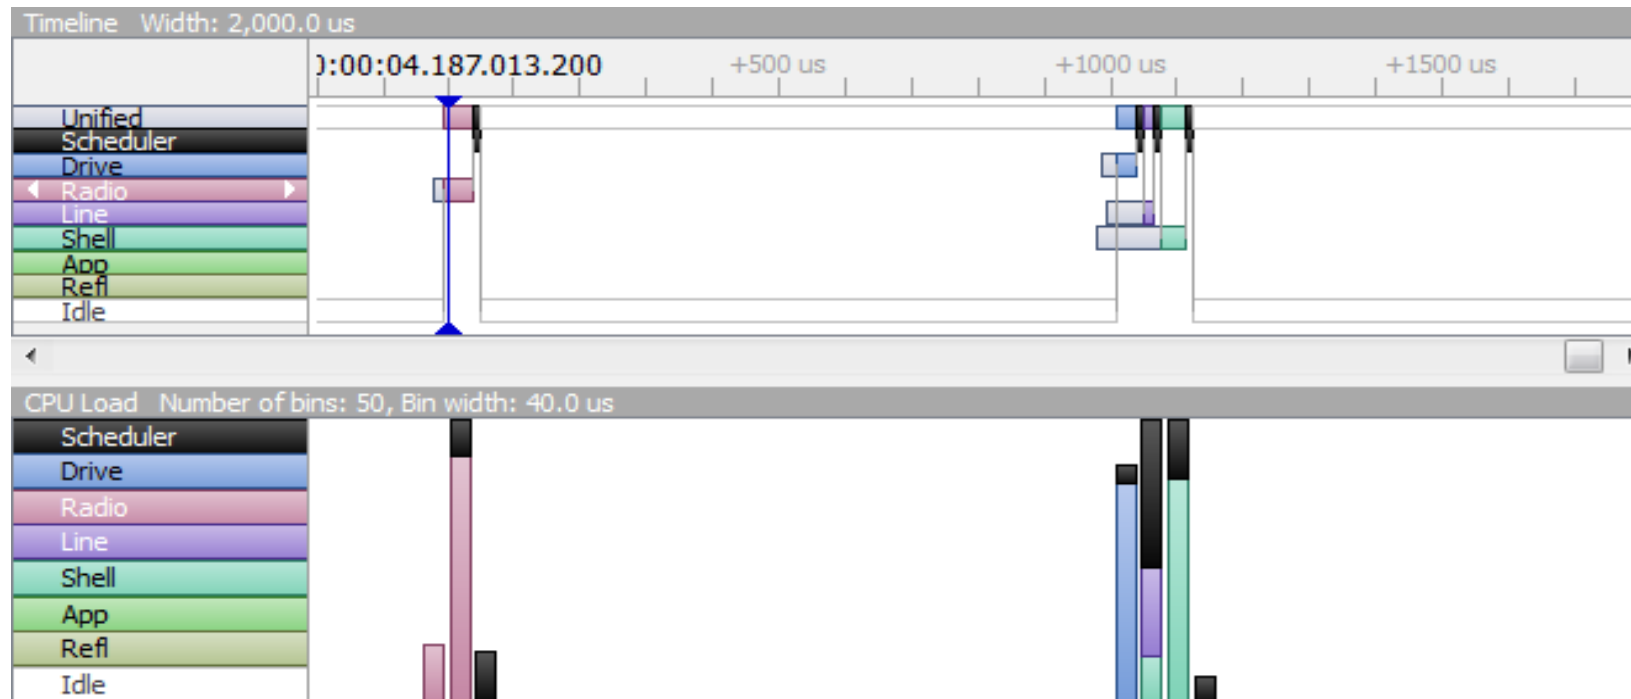 Timeline Width: 2,000.0 us
0:00:04.187.013.200 +500 us +1000 us +1500 us
Unified
Scheduler
Drive
Radio
Line
Shell
App
Refl
Idle
CPU Load Number of bins: 50, Bin width: 40.0 us
Scheduler
Drive
Radio
Line
Shell
App
Refl
Idle